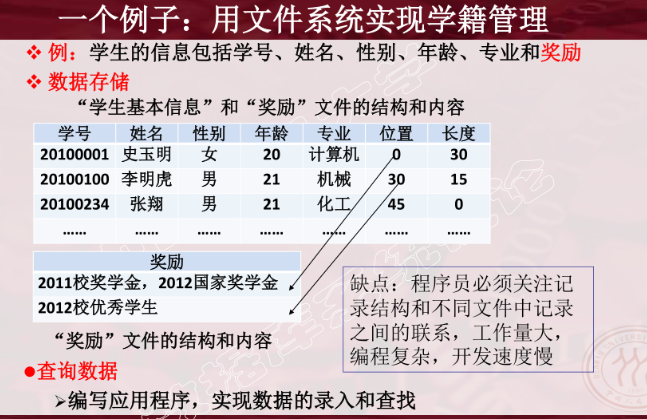 一个例子：用文件系统实现学籍管理
❖ 例：学生的信息包括学号、姓名、性别、年龄、专业和奖励
❖ 数据存储
“学生基本信息”和“奖励”文件的结构和内容
学号 姓名 性别 年龄 专业 位置 长度
20100001 史玉明 女 20 计算机 0 30
20100100 李明虎 男 21 机械 30 15
20100234 张翔 男 21 化工 45 0
…… …… …… …… …… …… ……
奖励
2011校奖学金，2012国家奖学金
2012校优秀学生
缺点：程序员必须关注记
录结构和不同文件中记录
之间的联系，工作量大，
编程复杂，开发速度慢
“奖励”文件的结构和内容
●查询数据
➢编写应用程序，实现数据的录入和查找